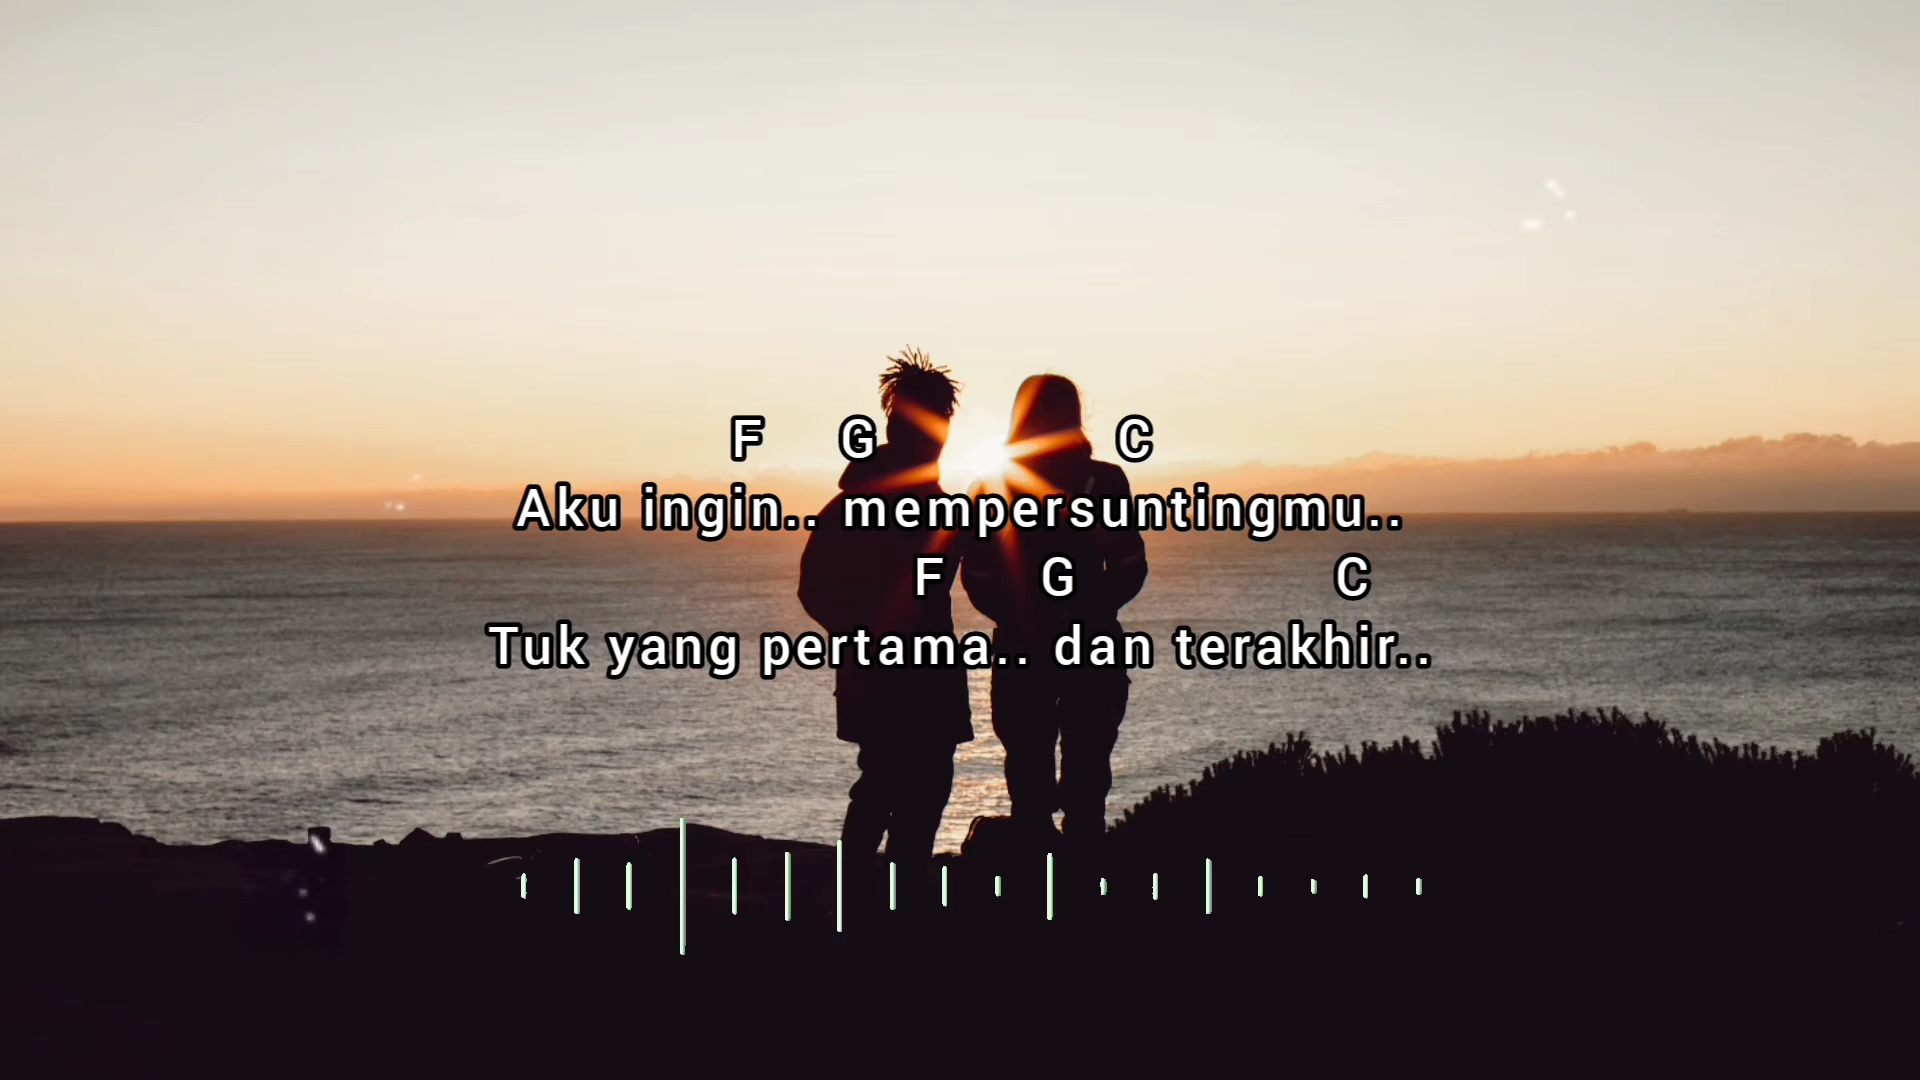 F G C
Aku ingin.. mempersuntingmu..
F G C
Tuk yang pertama.. dan terakhir..